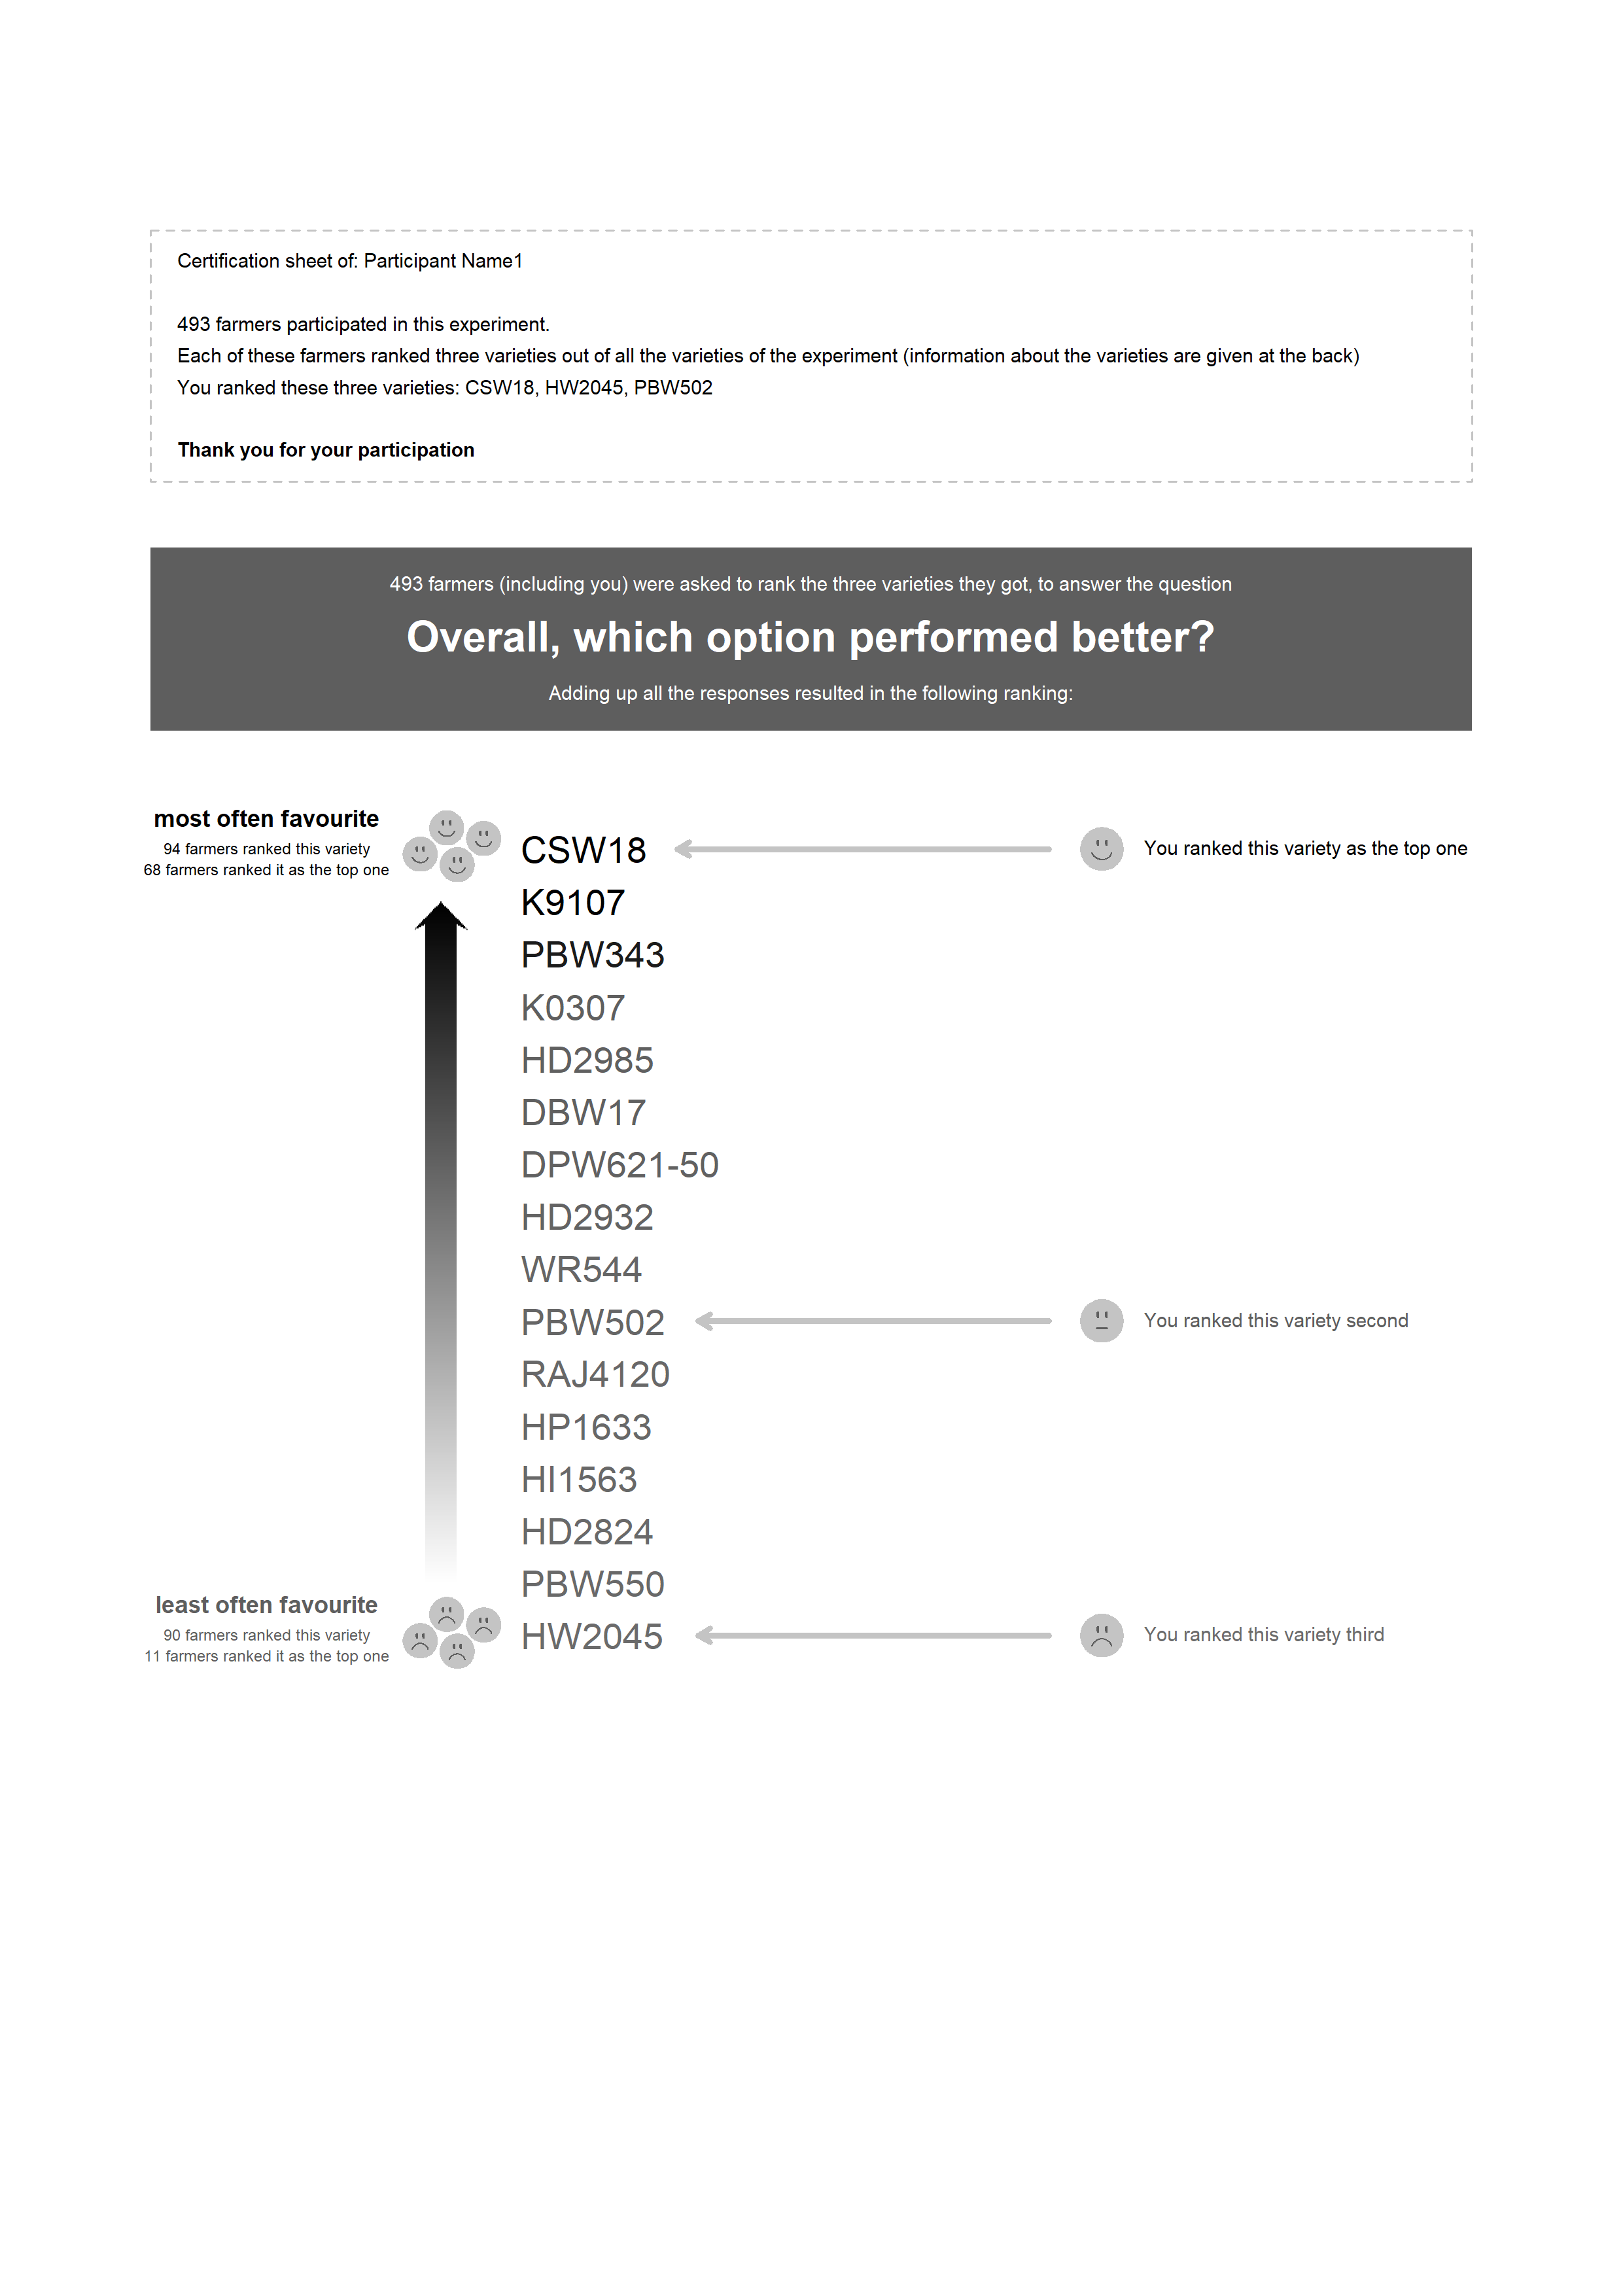 Certification sheet of: Participant Name1
493 farmers participated in this experiment.
Each of these farmers ranked three varieties out of all the varieties of the experiment (information about the varieties are given at the back)
You ranked these three varieties: CSW18, HW2045, PBW502
Thank you for your participation
493 farmers (including you) were asked to rank the three varieties they got, to answer the question
Overall, which option performed better?
Adding up all the responses resulted in the following ranking:
most often favourite
94 farmers ranked this variety
68 farmers ranked it as the top one
CSW18
You ranked this variety as the top one
K9107
PBW343
K0307
HD2985
DBW17
DPW621-50
HD2932
WR544
PBW502
You ranked this variety second
RAJ4120
HP1633
HI1563
HD2824
PBW550
least often favourite
90 farmers ranked this variety
11 farmers ranked it as the top one
HW2045
You ranked this variety third